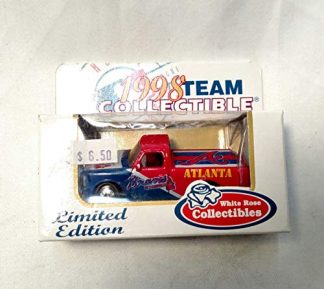 1998 TEAM
COLLECTIBLE®
$ 6.50
Braves
ATLANTA
Limited
Edition
White Rose
Collectibles